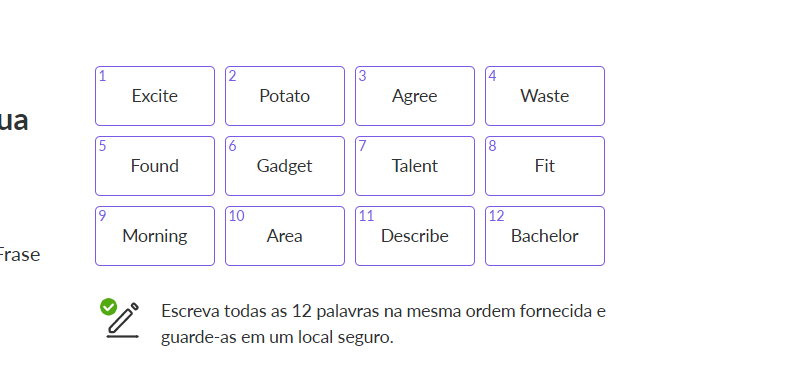 1 Excite
2 Potato
3 Agree
4 Waste
ua
5 Found
6 Gadget
7 Talent
8 Fit
9 Morning
10 Area
11 Describe
12 Bachelor
Frase
Escreva todas as 12 palavras na mesma ordem fornecida e
guarde-as em um local seguro.